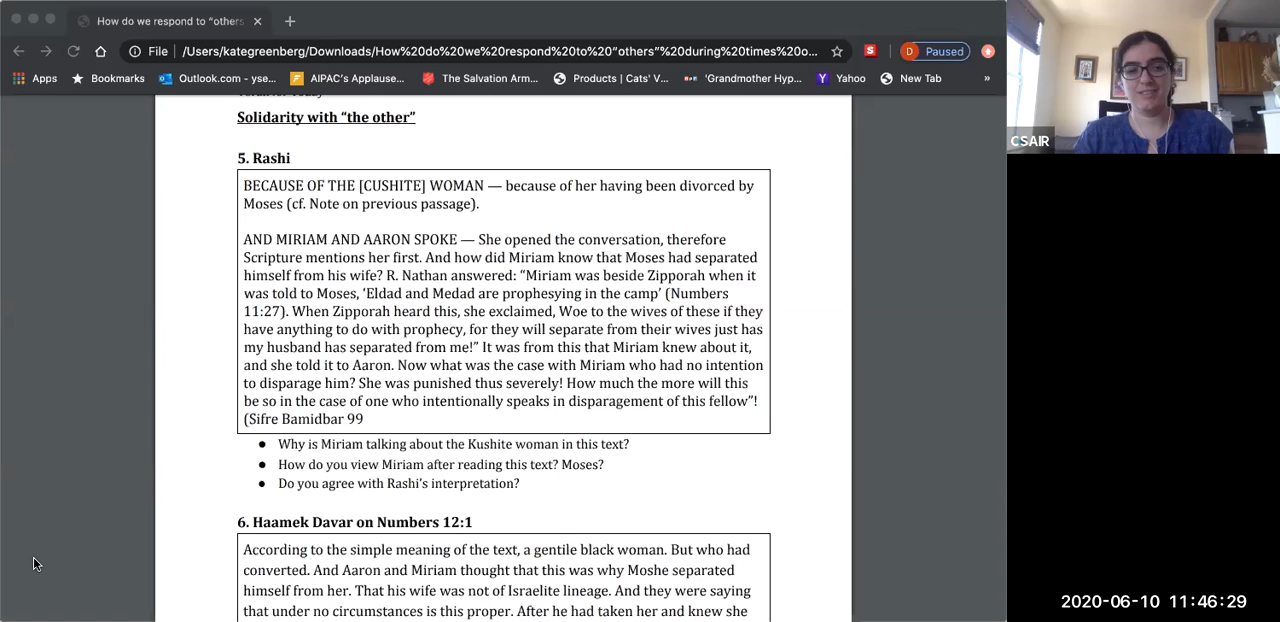 How do we respond to “others
File
/Users/kategreenberg/Downloads/How%20do%20we%20respond%20to%20“others”%20during%20times%20o...
S
D Paused
Apps
Bookmarks
Outlook.com - yse...
AIPAC's Applause...
The Salvation Arm...
Products | Cats' V...
'Grandmother Hyp...
Yahoo
New Tab
»
Solidarity with “the other”
5. Rashi
BECAUSE OF THE [CUSHITE] WOMAN — because of her having been divorced by
Moses (cf. Note on previous passage).
AND MIRIAM AND AARON SPOKE — She opened the conversation, therefore
Scripture mentions her first. And how did Miriam know that Moses had separated
himself from his wife? R. Nathan answered: “Miriam was beside Zipporah when it
was told to Moses, ‘Eldad and Medad are prophesying in the camp’ (Numbers
11:27). When Zipporah heard this, she exclaimed, Woe to the wives of these if they
have anything to do with prophecy, for they will separate from their wives just has
my husband has separated from me!” It was from this that Miriam knew about it,
and she told it to Aaron. Now what was the case with Miriam who had no intention
to disparage him? She was punished thus severely! How much the more will this
be so in the case of one who intentionally speaks in disparagement of this fellow”!
(Sifre Bamidbar 99
● Why is Miriam talking about the Kushite woman in this text?
● How do you view Miriam after reading this text? Moses?
● Do you agree with Rashi’s interpretation?
6. Haamek Davar on Numbers 12:1
According to the simple meaning of the text, a gentile black woman. But who had
converted. And Aaron and Miriam thought that this was why Moshe separated
himself from her. That his wife was not of Israelite lineage. And they were saying
that under no circumstances is this proper. After he had taken her and knew she
CSAIR
2020-06-10 11:46:29